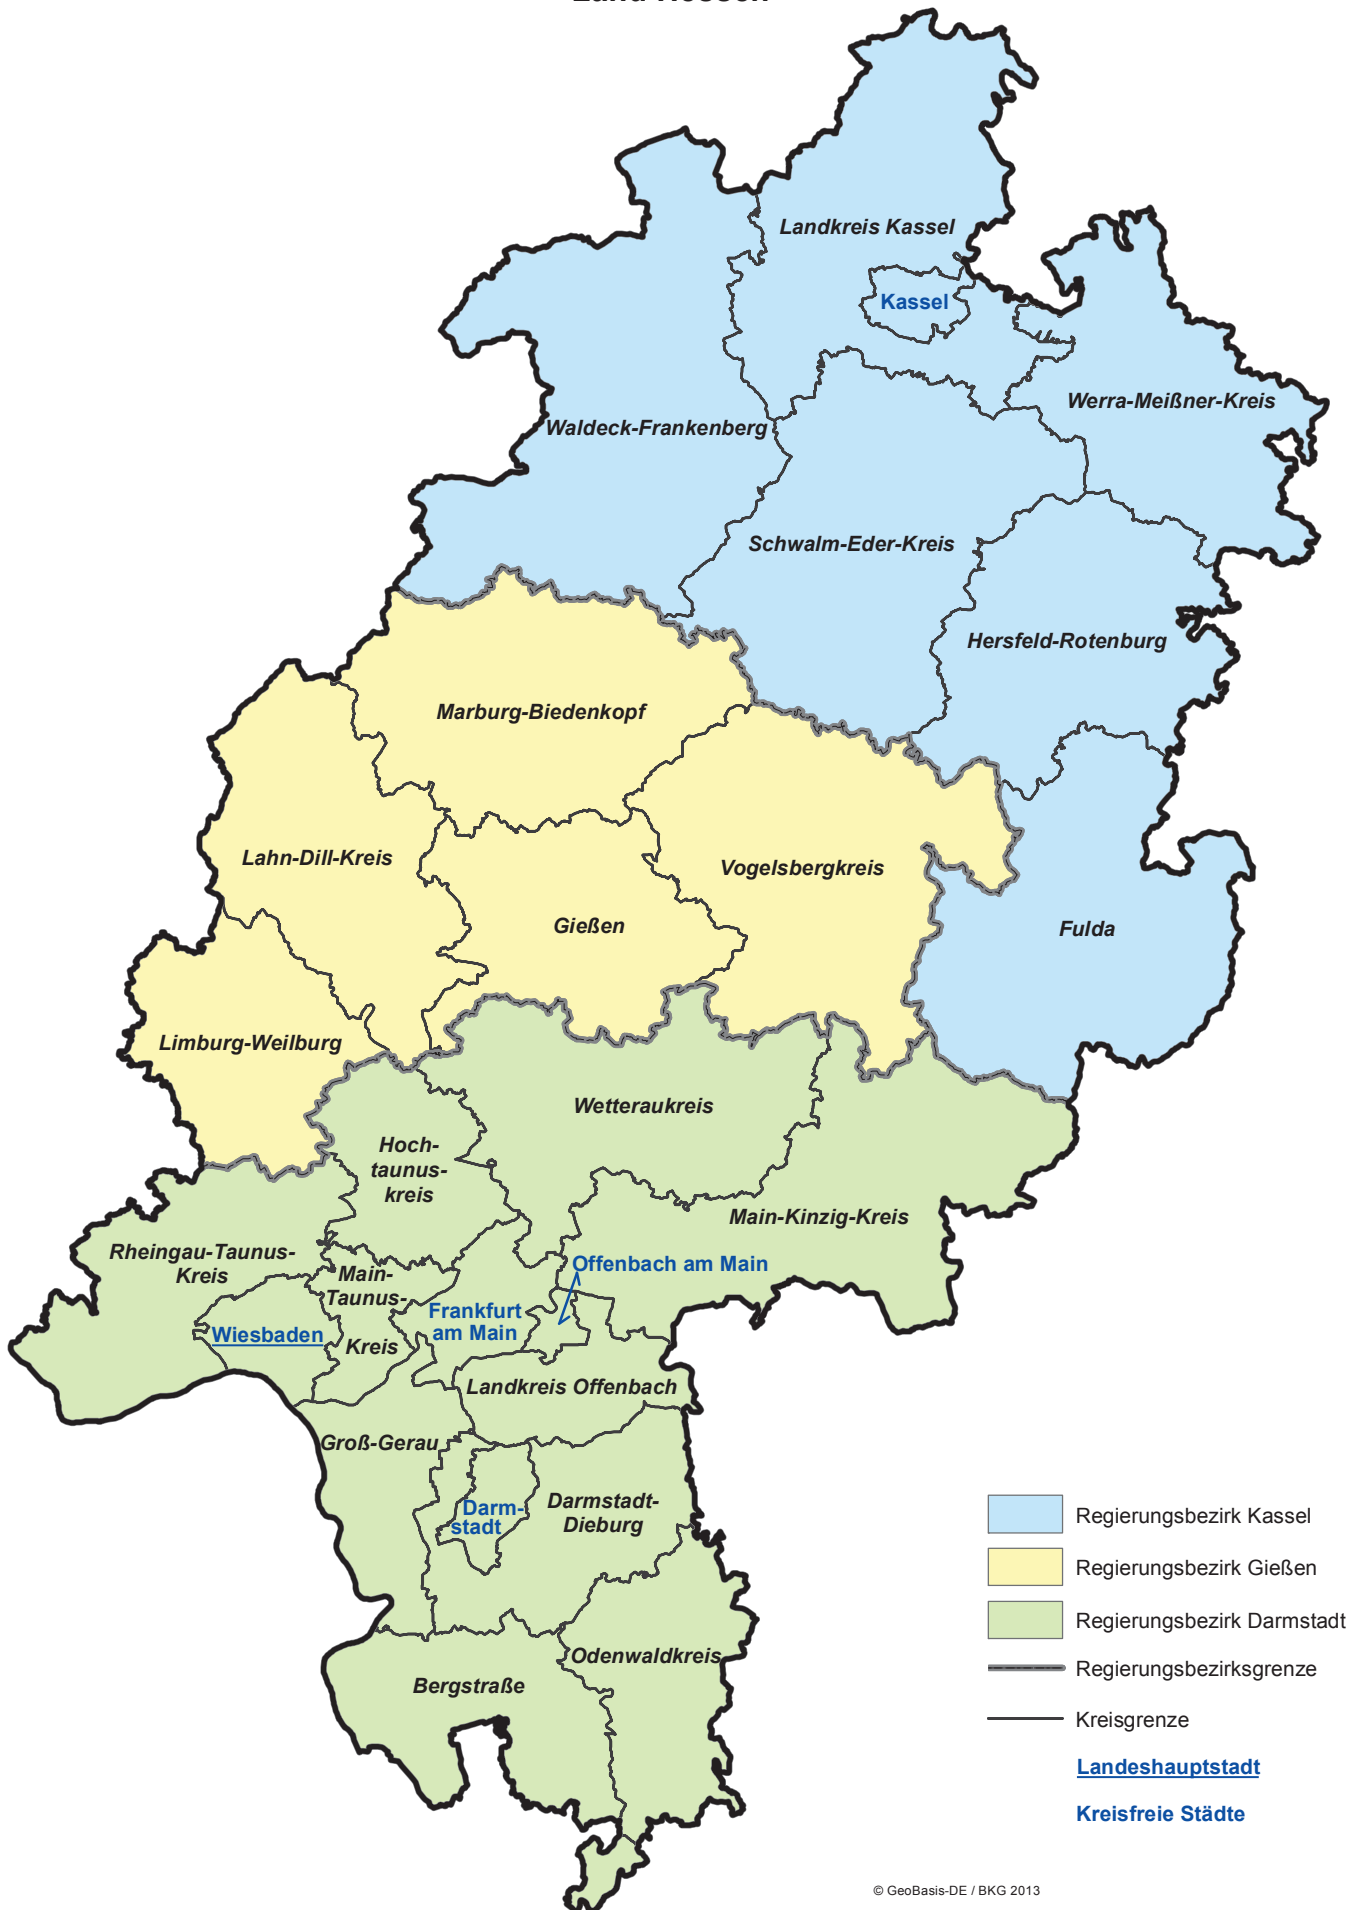 Land Hessen
Landkreis Kassel
Kassel
Werra-Meißner-Kreis
Waldeck-Frankenberg
Schwalm-Eder-Kreis
Hersfeld-Rotenburg
Marburg-Biedenkopf
Lahn-Dill-Kreis
Vogelsbergkreis
Gießen
Fulda
Limburg-Weilburg
Wetteraukreis
Hoch-
taunus-
kreis
Main-Kinzig-Kreis
Rheingau-Taunus-
Kreis
Offenbach am Main
Main-
Taunus-
Kreis
Frankfurt
am Main
Wiesbaden
Landkreis Offenbach
Groß-Gerau
Darm-
stadt
Darmstadt-
Dieburg
Odenwaldkreis
Bergstraße
Regierungsbezirk Kassel
Regierungsbezirk Gießen
Regierungsbezirk Darmstadt
Regierungsbezirksgrenze
Kreisgrenze
Landeshauptstadt
Kreisfreie Städte
© GeoBasis-DE / BKG 2013